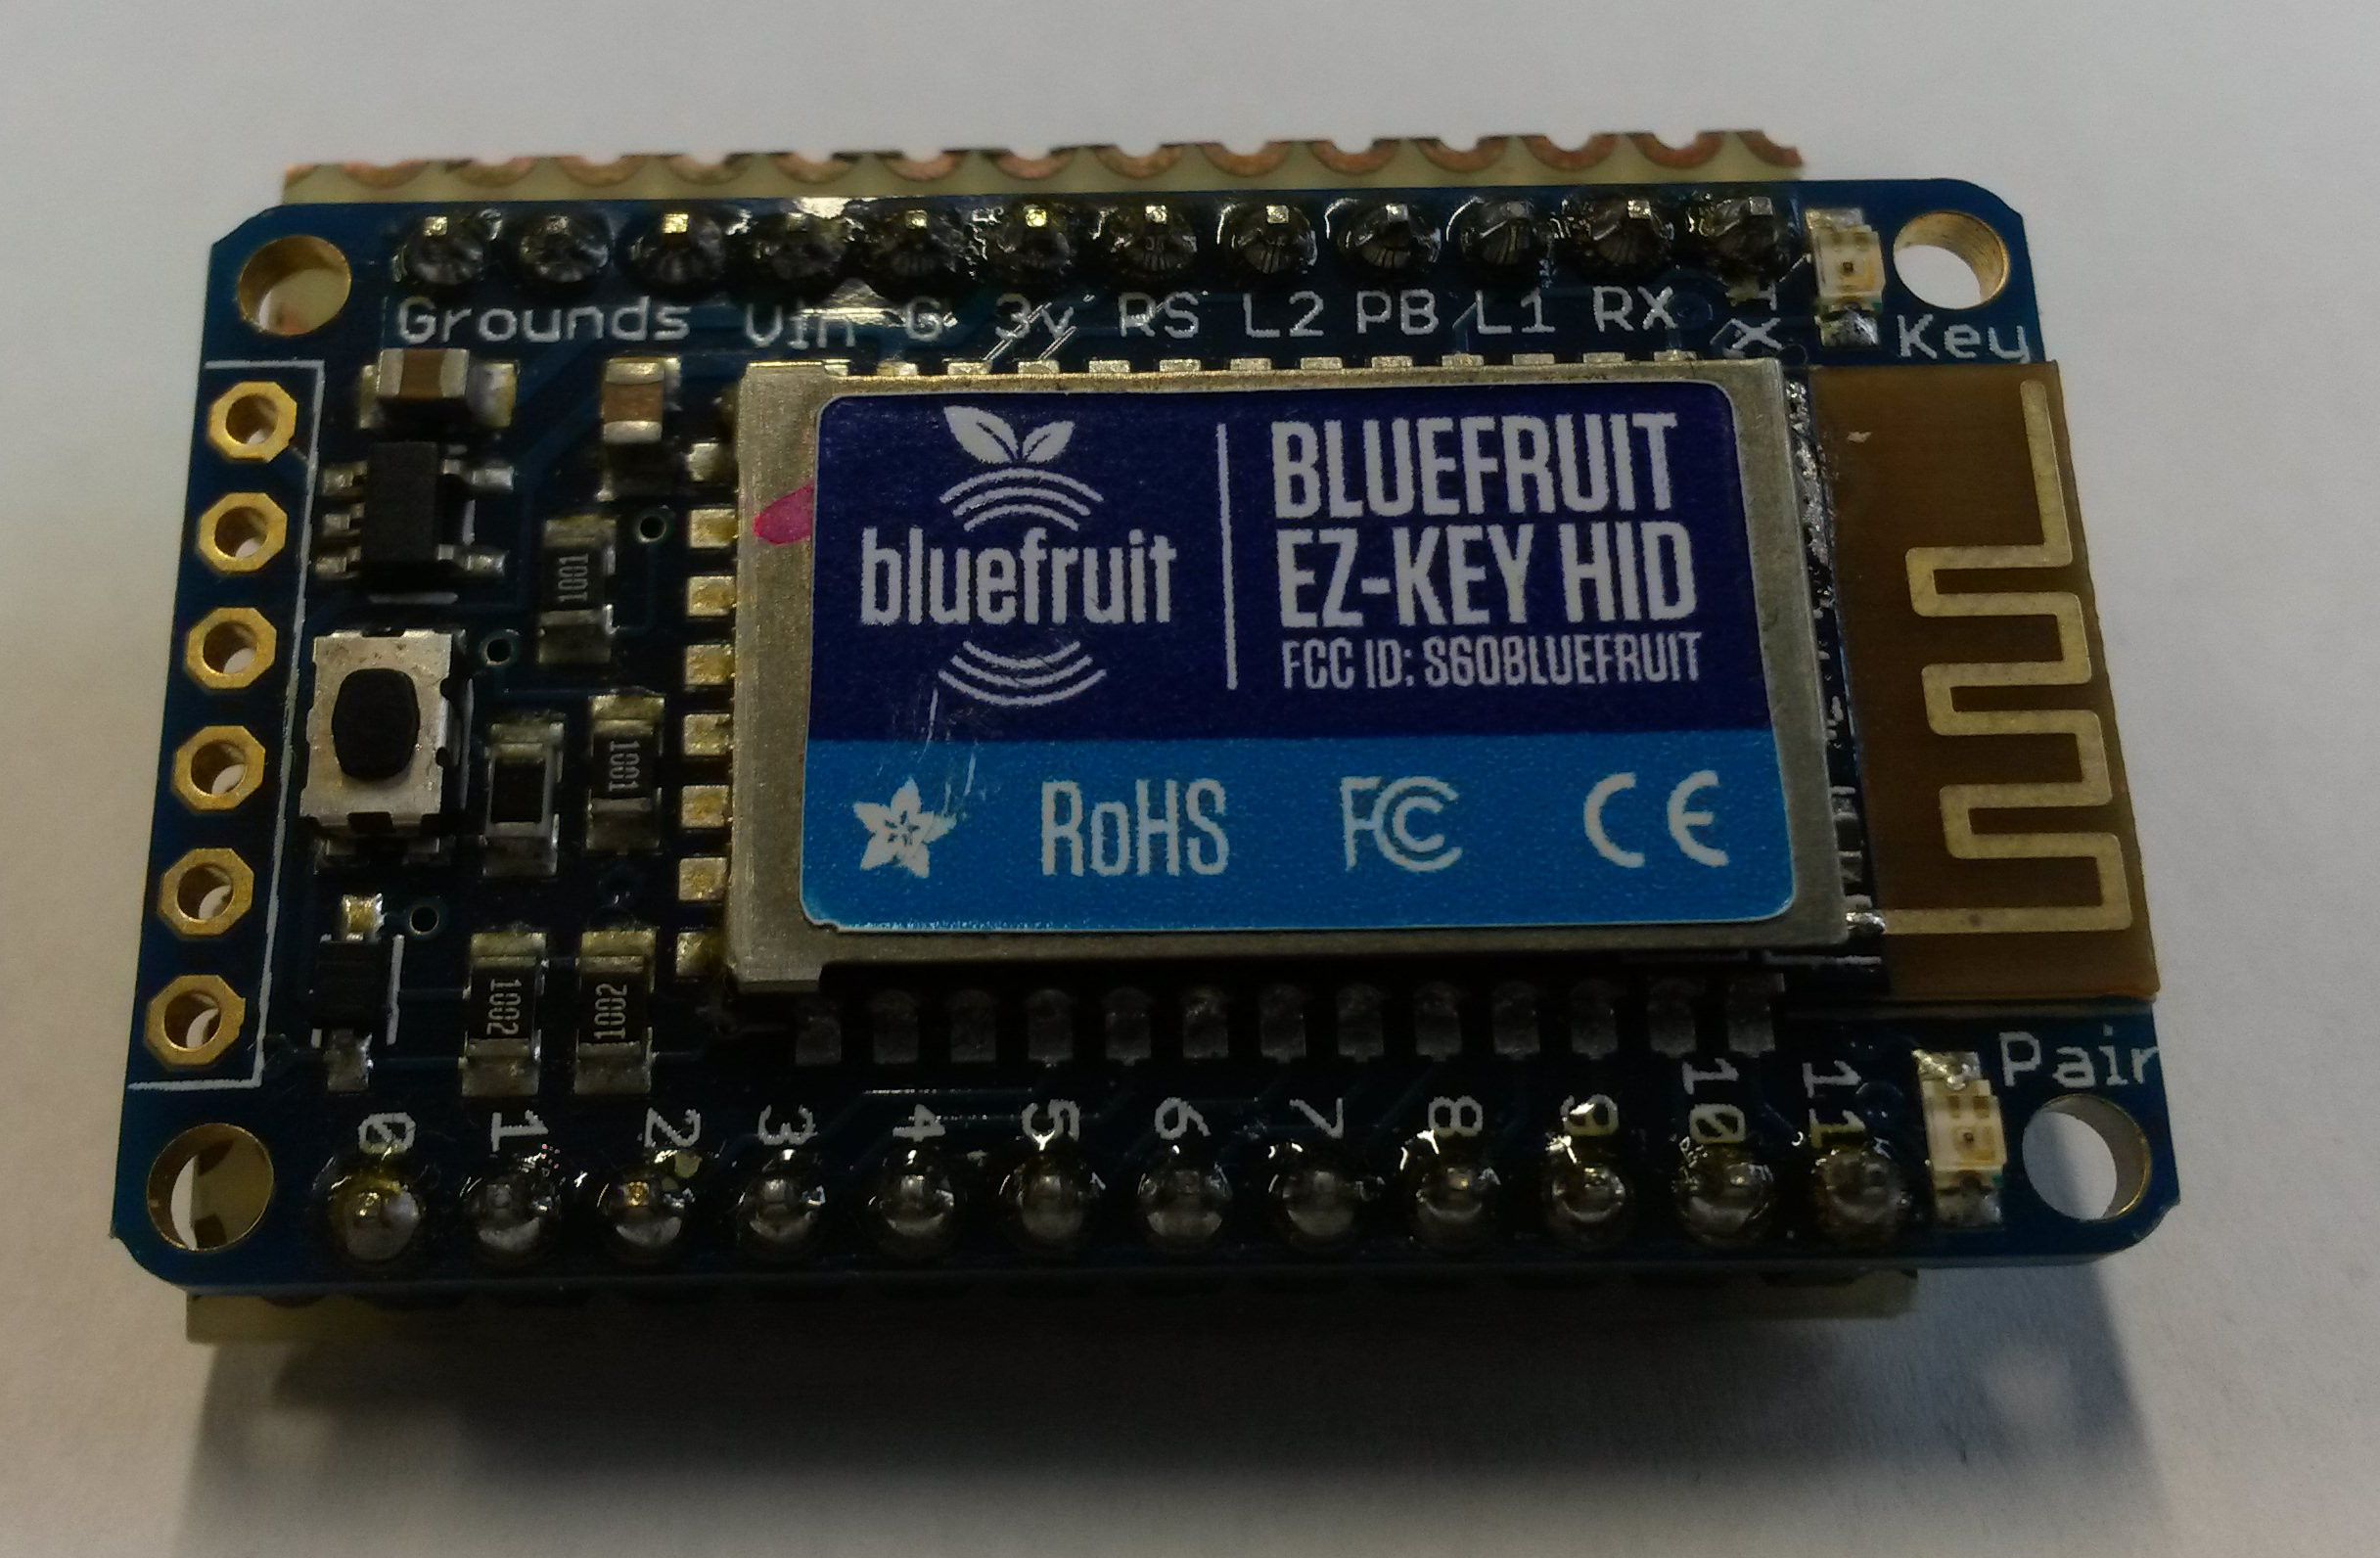 Grounds Vin G 3v RS L2 PB L1 RX TX
Key
bluefruit
BLUEFRUIT
EZ-KEY HID
FCC ID: S6OBLUEFRUIT
RoHS FC CE
1001
1001
1002
1002
Pair
0 1 2 3 4 5 6 7 8 9 10 11